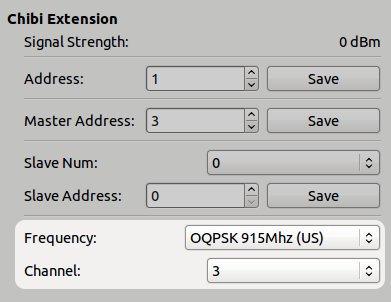 Chibi Extension
Signal Strength: 0 dBm
Address: 1 Save
Master Address: 3 Save
Slave Num: 0
Slave Address: 0 Save
Frequency: OQPSK 915Mhz (US)
Channel: 3